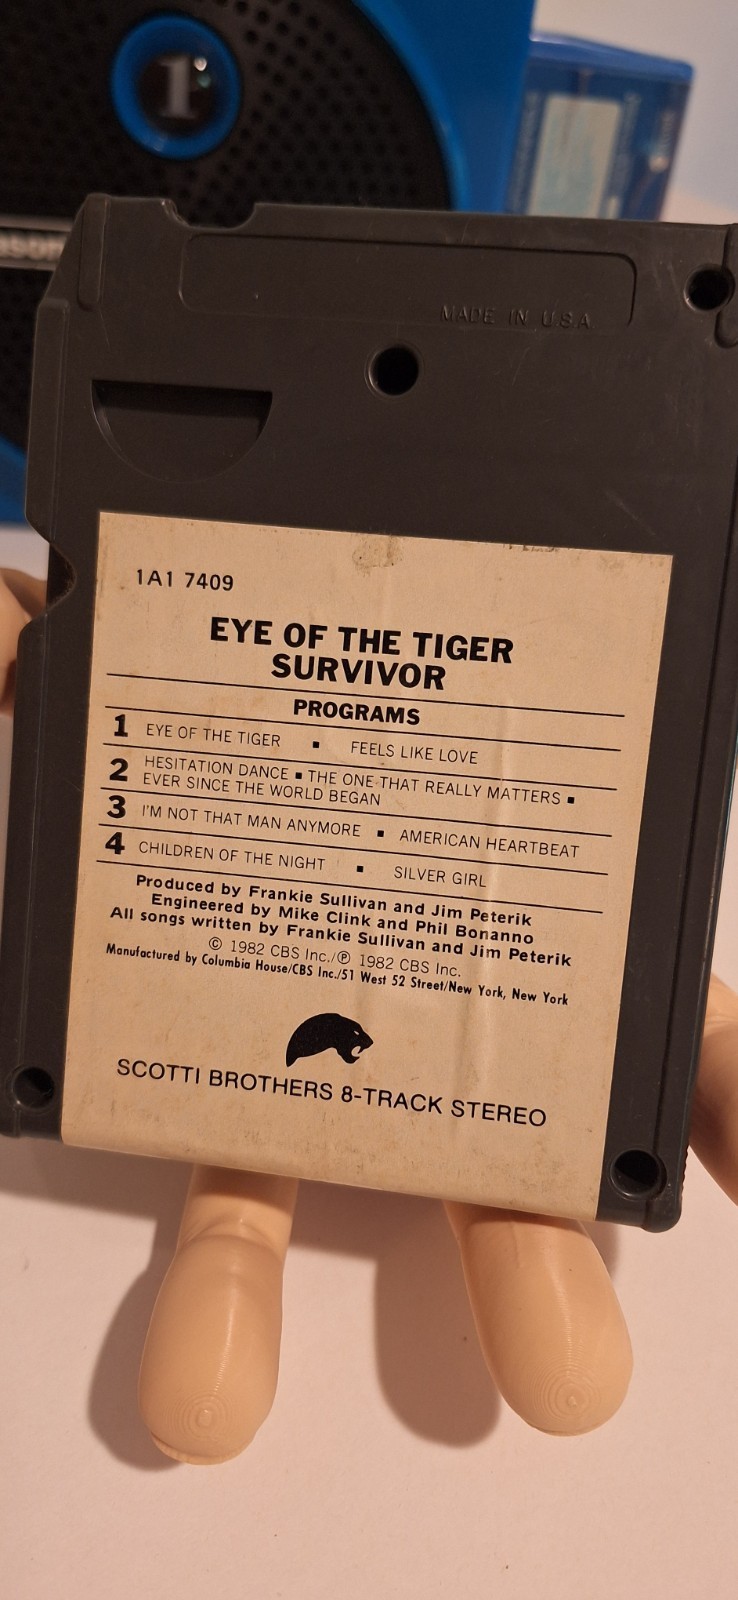 1
MADE IN U.S.A.
1A1 7409
EYE OF THE TIGER
SURVIVOR
PROGRAMS
1 EYE OF THE TIGER ▪ FEELS LIKE LOVE
2 HESITATION DANCE ▪ THE ONE THAT REALLY MATTERS ▪
EVER SINCE THE WORLD BEGAN
3 I'M NOT THAT MAN ANYMORE ▪ AMERICAN HEARTBEAT
4 CHILDREN OF THE NIGHT ▪ SILVER GIRL
Produced by Frankie Sullivan and Jim Peterik
Engineered by Mike Clink and Phil Bonanno
All songs written by Frankie Sullivan and Jim Peterik
© 1982 CBS Inc./℗ 1982 CBS Inc.
Manufactured by Columbia House/CBS Inc./51 West 52 Street/New York, New York
SCOTTI BROTHERS 8-TRACK STEREO